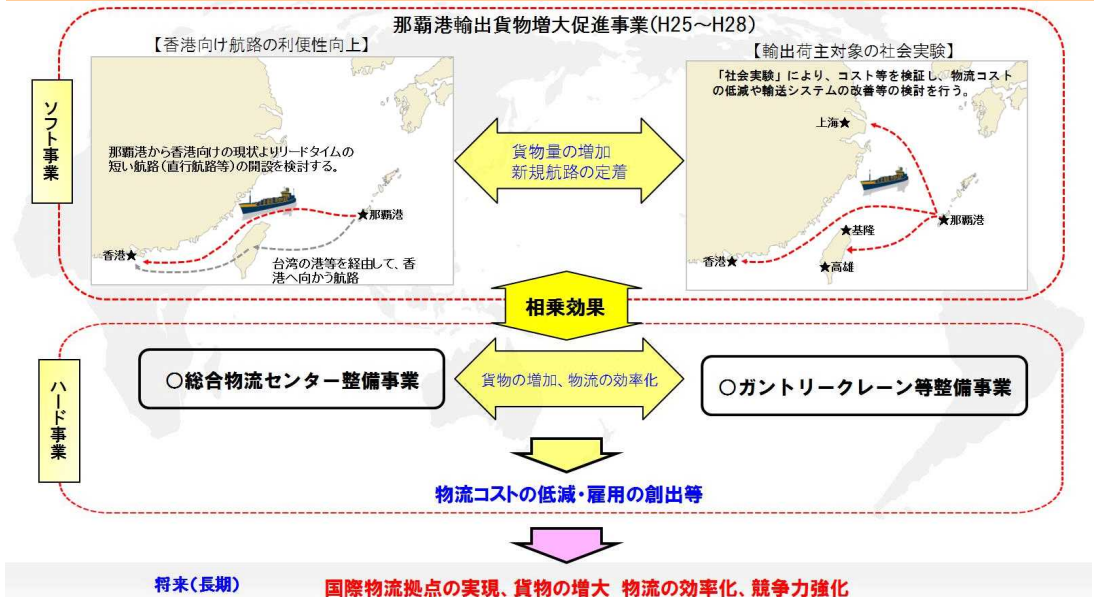 那覇港輸出貨物増大促進事業(H25～H28)
【香港向け航路の利便性向上】
【輸出荷主対象の社会実験】
ソフト事業
那覇港から香港向けの現状よりリードタイムの
短い航路(直行航路等)の開設を検討する。
★那覇港
香港★
台湾の港等を経由して、香
港へ向かう航路
貨物量の増加
新規航路の定着
「社会実験」により、コスト等を検証し、物流コスト
の低減や輸送システムの改善等の検討を行う。
上海★
★那覇港
★基隆
香港★
★高雄
相乗効果
ハード事業
○総合物流センター整備事業
貨物の増加、物流の効率化
○ガントリークレーン等整備事業
物流コストの低減・雇用の創出等
将来(長期)
国際物流拠点の実現、貨物の増大 物流の効率化、競争力強化